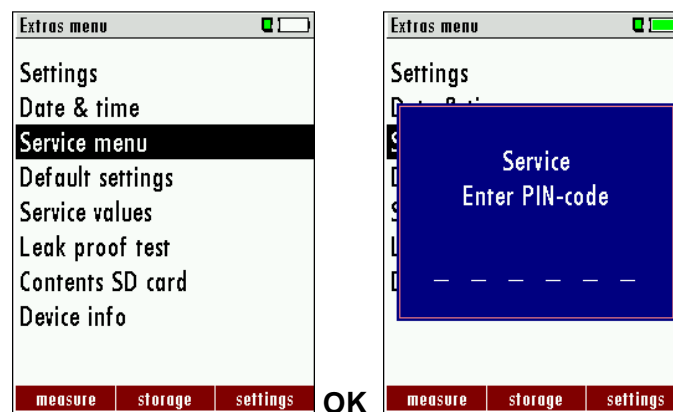 Extras menu
Settings
Date & time
Service menu
Default settings
Service values
Leak proof test
Contents SD card
Device info
measure storage settings
OK
Extras menu
Settings
Service
Enter PIN-code
_ _ _ _ _ _
measure storage settings